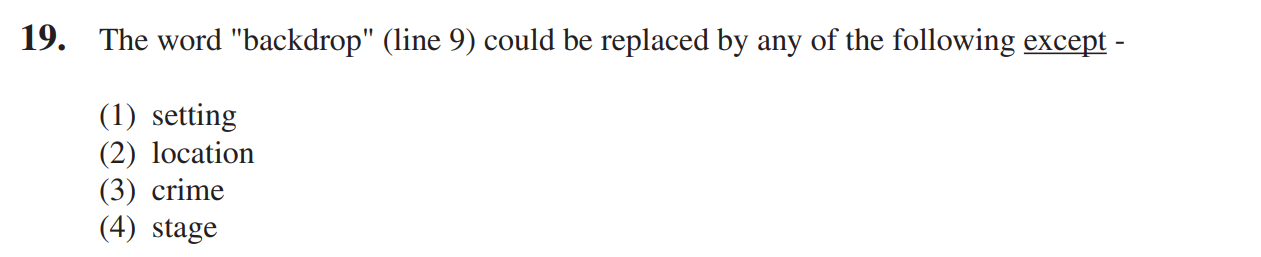 19. The word "backdrop" (line 9) could be replaced by any of the following except -
(1) setting
(2) location
(3) crime
(4) stage